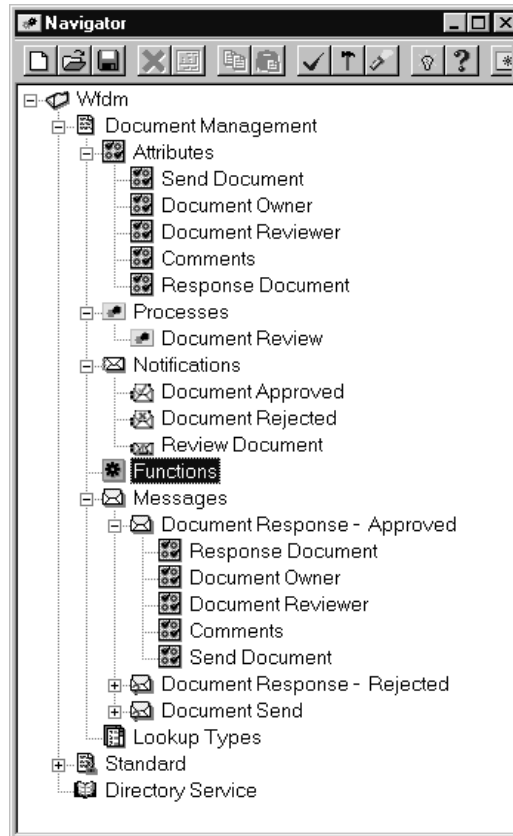 Navigator
Wfdm
Document Management
Attributes
Send Document
Document Owner
Document Reviewer
Comments
Response Document
Processes
Document Review
Notifications
Document Approved
Document Rejected
Review Document
Functions
Messages
Document Response - Approved
Response Document
Document Owner
Document Reviewer
Comments
Send Document
Document Response - Rejected
Document Send
Lookup Types
Standard
Directory Service